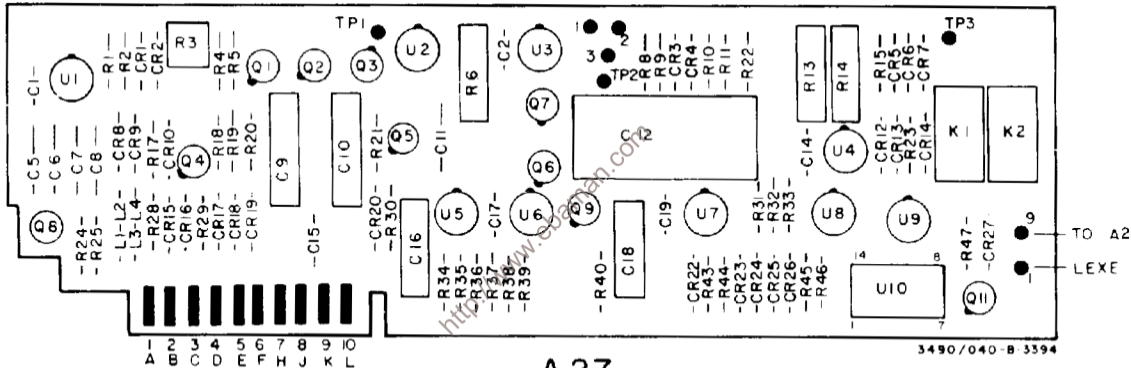 TP1
TP3
1
2
3
TP2
U1
R3
U2
U3
-R1-
-R2-
-CR1-
-CR2-
-R4-
-R5-
Q1
Q2
Q3
R6
-C2-
-R8-
-R9-
-CR3-
-CR4-
-R10-
-R11-
-R22-
R13
R14
-R15-
-CR5-
-CR6-
-CR7-
-C1-
Q7
C12
K1
K2
-C5-
-C6-
-C7-
-C8-
-CR8-
-CR9-
-R17-
-CR10-
Q4
-R18-
-R19-
-R20-
C9
C10
-R21-
Q5
-C11-
Q6
-C14-
U4
-CR12-
-CR13-
-R23-
-CR14-
Q8
-R24-
-R25-
-L1-L2-
-L3-L4-
-R28-
-CR15-
-CR16-
-R29-
-CR17-
-CR18-
-CR19-
-C15-
-CR20-
-R30-
C16
U5
-C17-
U6
Q9
-C19-
U7
-R31-
-R32-
-R33-
U8
U9
-R34-
-R35-
-R36-
-R37-
-R38-
-R39-
-R40-
C18
-CR22-
-R43-
-R44-
-CR23-
-CR24-
-CR25-
-CR26-
-R45-
-R46-
14
8
U10
1
7
-R47-
-CR27-
Q11
9
TO A2
1
LEXE
1 2 3 4 5 6 7 8 9 10
A B C D E F H J K L
A27
3490/040-B-3394
http://www.cbaman.com